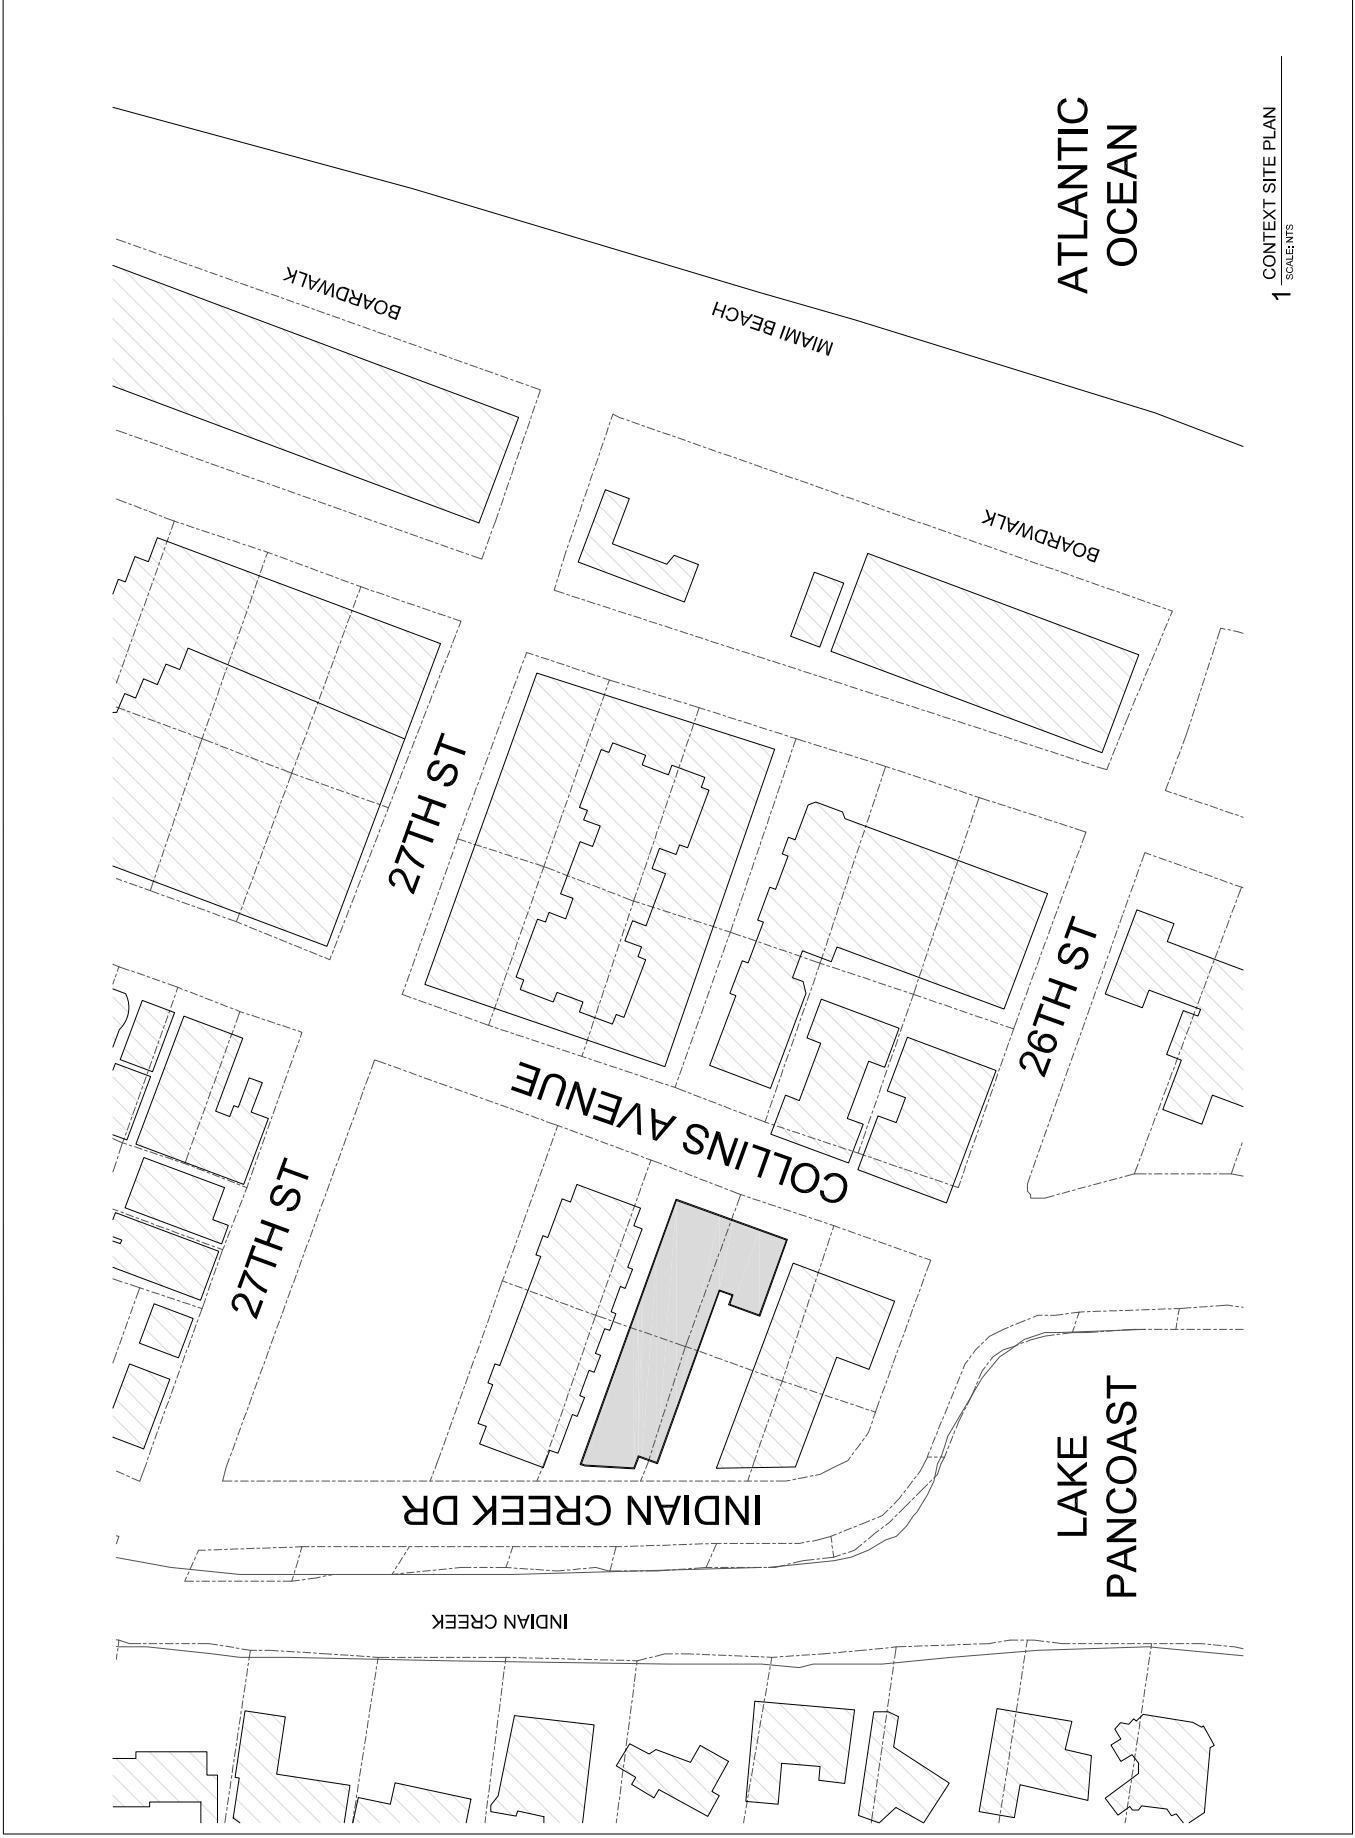 BOARDWALK
MIAMI BEACH
ATLANTIC
OCEAN
BOARDWALK
27TH ST
26TH ST
COLLINS AVENUE
27TH ST
INDIAN CREEK DR
INDIAN CREEK
LAKE
PANCOAST
1
CONTEXT SITE PLAN
SCALE: NTS